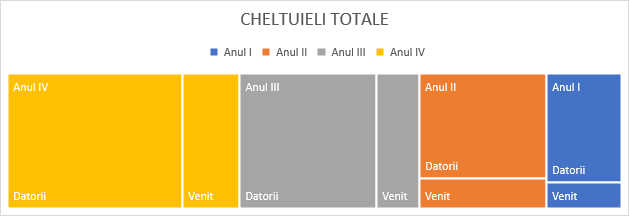 CHELTUIELI TOTALE
Anul I Anul II Anul III Anul IV
Anul IV Anul III Anul II Anul I
Datorii Datorii
Datorii Venit Datorii Venit Venit Venit